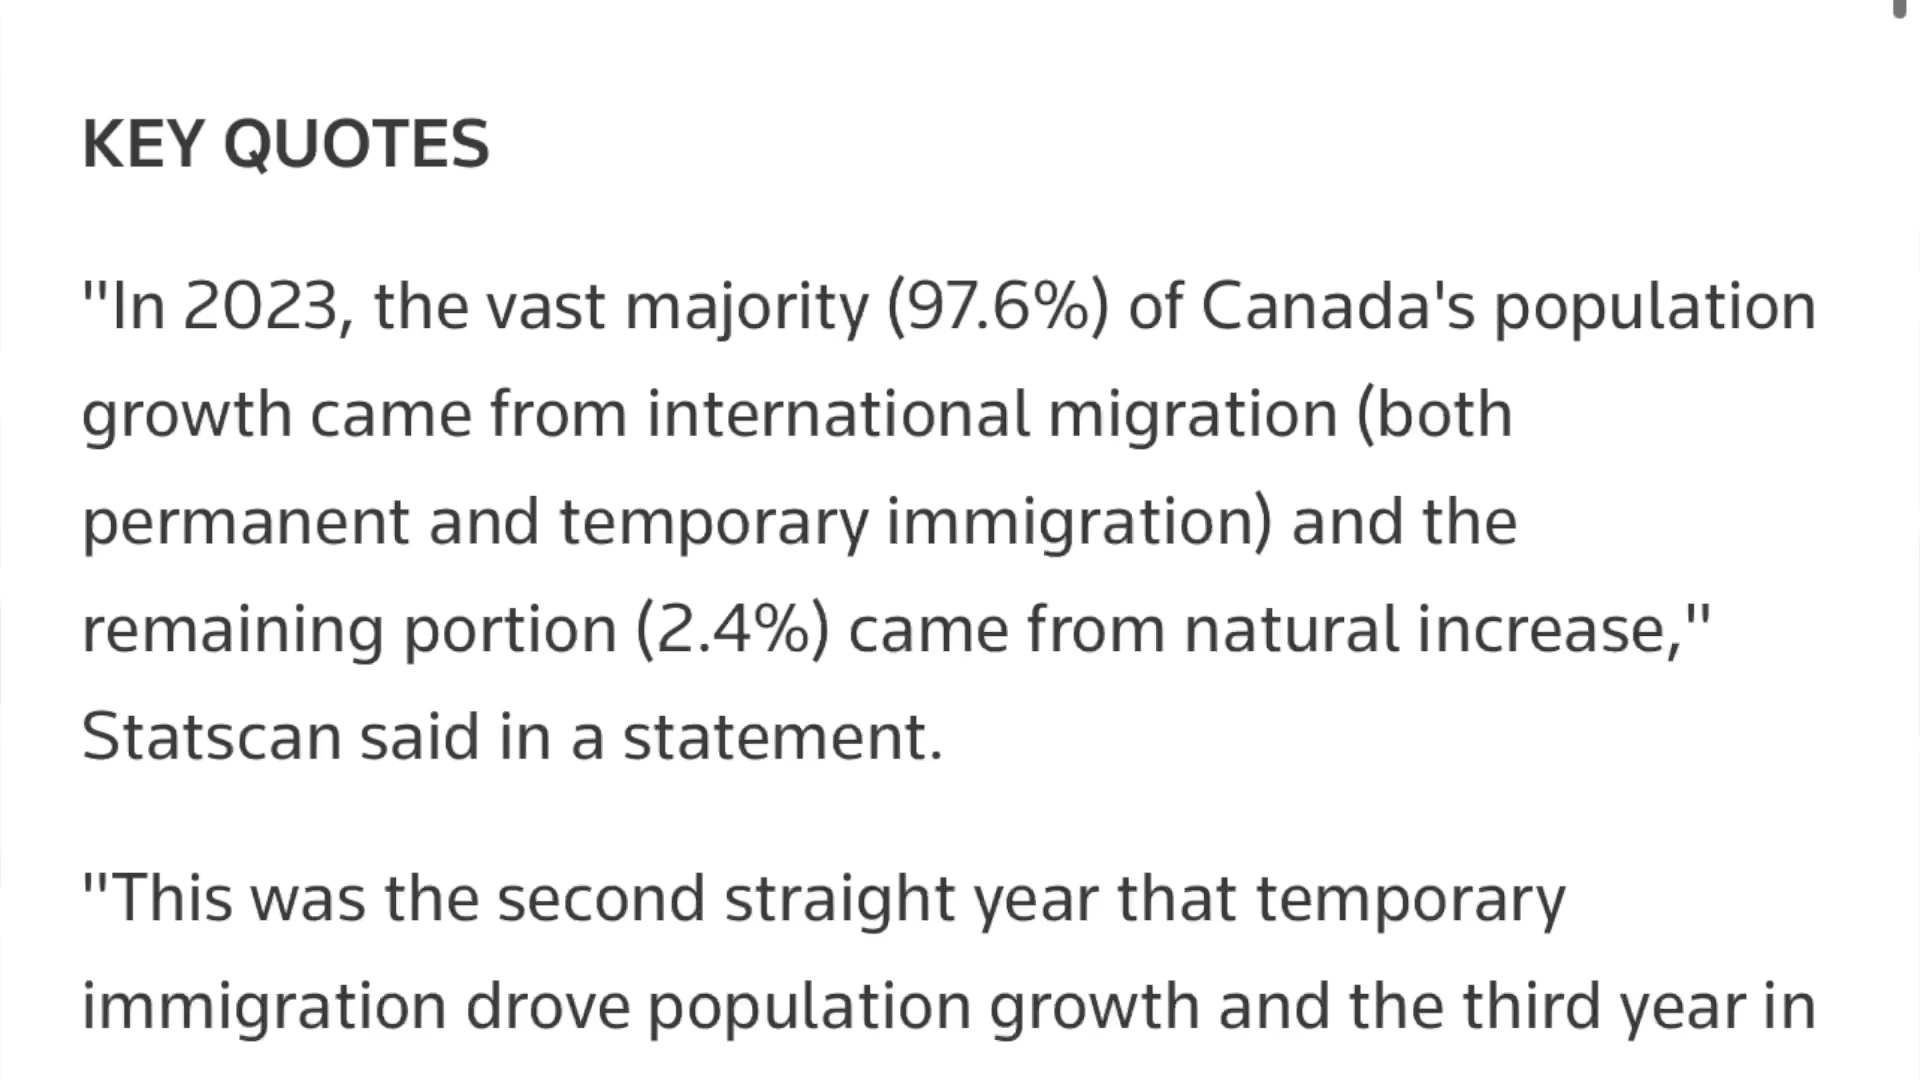 KEY QUOTES
"In 2023, the vast majority (97.6%) of Canada's population
growth came from international migration (both
permanent and temporary immigration) and the
remaining portion (2.4%) came from natural increase,"
Statscan said in a statement.
"This was the second straight year that temporary
immigration drove population growth and the third year in